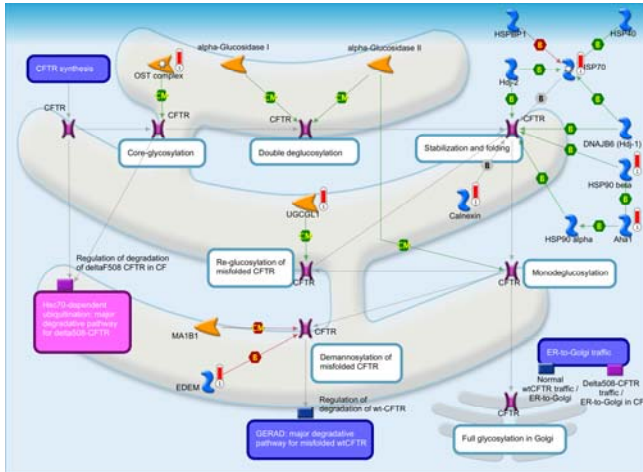 alpha-Glucosidase I
alpha-Glucosidase II
HSPBP1
HSP40
OST complex
CFTR synthesis
HSP70
Hdj-2
CFTR
CFTR
CFTR
CFTR
Core-glycosylation
Double deglucosylation
Stabilization and folding
DNAJB6 (Hdj-1)
HSP90 beta
UGCGL1
Calnexin
HSP90 alpha
Aha1
Regulation of degradation
of deltaF508 CFTR in CF
Re-glucosylation of
misfolded CFTR
CFTR
CFTR
Monodeglucosylation
Hsc70-dependent
ubiquitination: major
degradative pathway
for delta508-CFTR
MA1B1
CFTR
Demannosylation of
misfolded CFTR
EDEM
ER-to-Golgi traffic
Normal
wtCFTR traffic /
ER-to-Golgi
Delta508-CFTR
traffic /
ER-to-Golgi in CF
Regulation of
degradation of wt-CFTR
CFTR
GERAD: major degradative
pathway for misfolded wtCFTR
Full glycosylation in Golgi